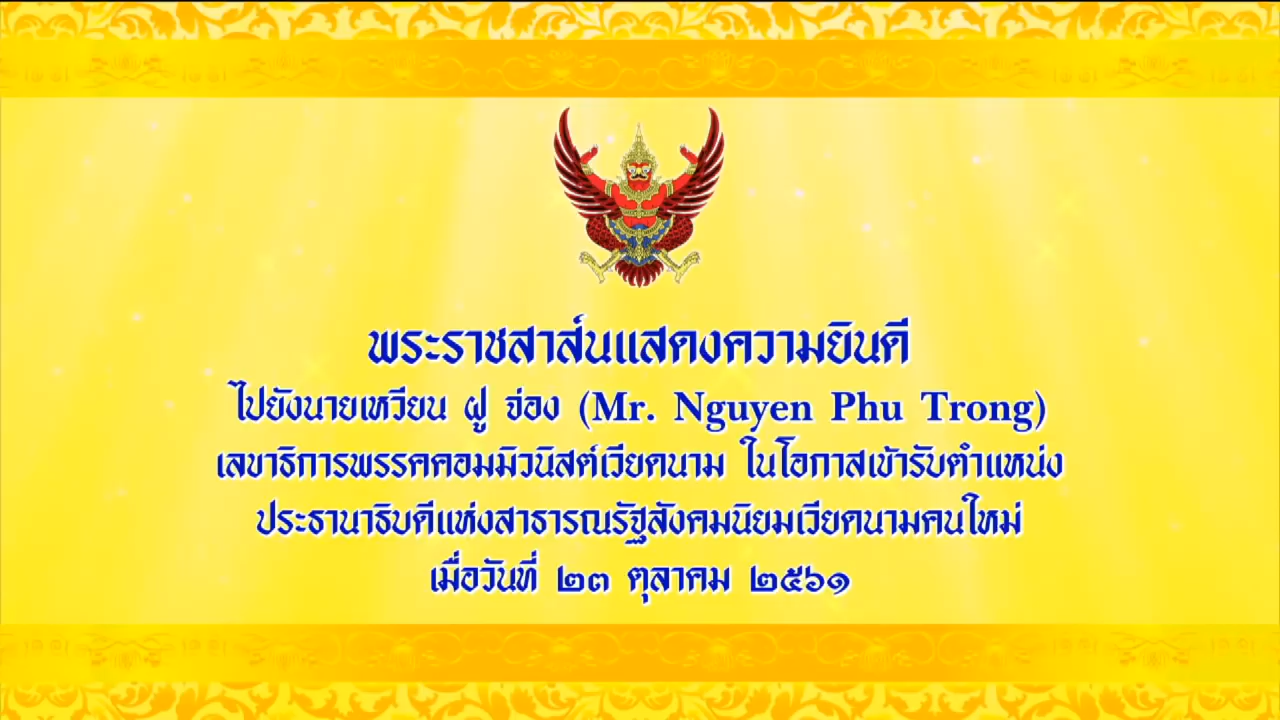 พระราชสาส์นแสดงความยินดี
ไปยังนายเหวียน ฝู จ่อง (Mr. Nguyen Phu Trong)
เลขาธิการพรรคคอมมิวนิสต์เวียดนาม ในโอกาสเข้ารับตำแหน่ง
ประธานาธิบดีแห่งสาธารณรัฐสังคมนิยมเวียดนามคนใหม่
เมื่อวันที่ ๒๓ ตุลาคม ๒๕๖๑